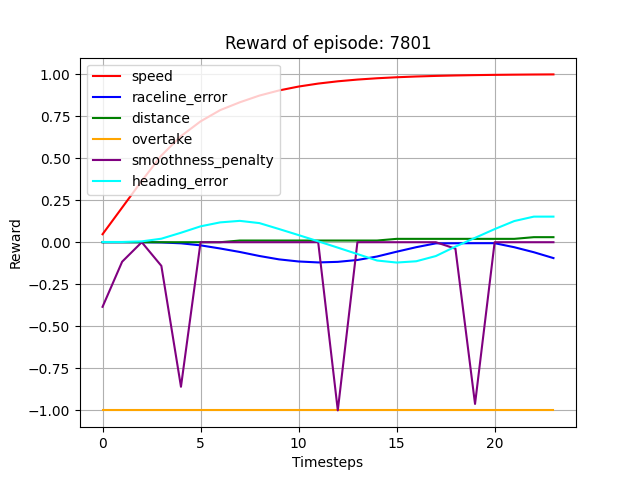 Reward of episode: 7801
1.00
0.75
0.50
0.25
0.00
−0.25
−0.50
−0.75
−1.00
Reward
speed
raceline_error
distance
overtake
smoothness_penalty
heading_error
0 5 10 15 20
Timesteps